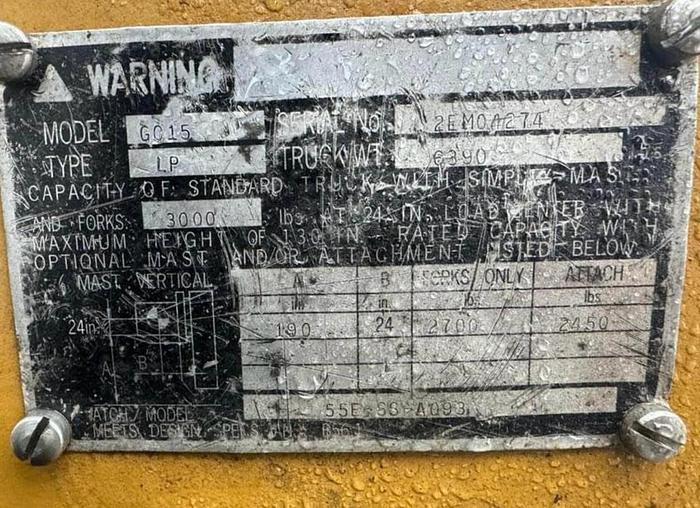 WARNING
MODEL GC15 SERIAL NO. 2EM0A274
TYPE LP TRUCK WT. 6390
CAPACITY OF STANDARD TRUCK WITH SIMPLEX MAST
AND FORKS 3000 lbs AT 24 IN. LOAD CENTER WITH
MAXIMUM HEIGHT OF 130 IN. RATED CAPACITY WITH
OPTIONAL MAST AND/OR ATTACHMENT LISTED BELOW
MAST VERTICAL A B FORKS ONLY ATTACH
in. in. lbs lbs
24in. 190 24 2700 2450
A B
ATCH/MODEL 55E-SS-A093
MEETS DESIGN B56.1